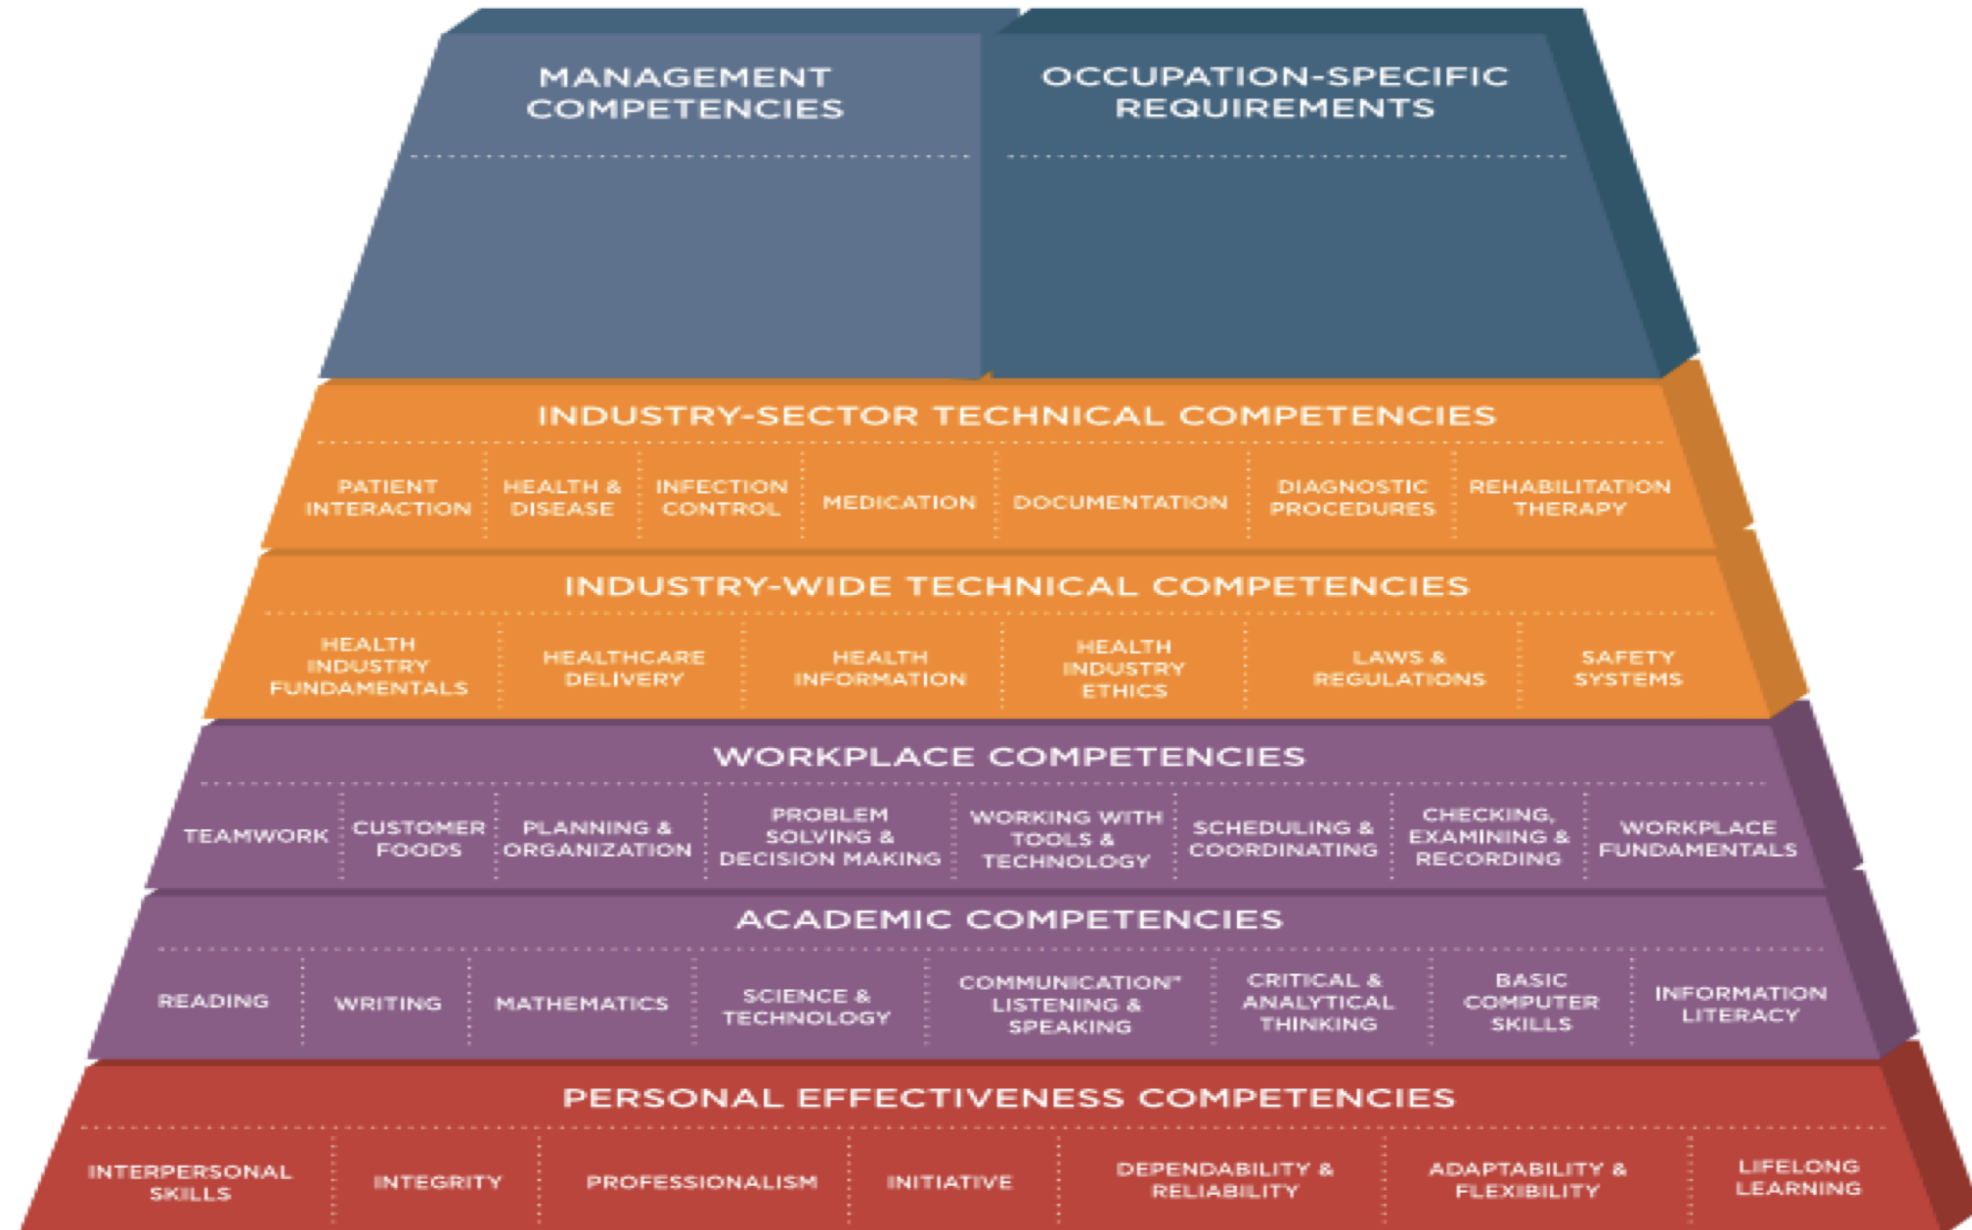 MANAGEMENT
COMPETENCIES
OCCUPATION-SPECIFIC
REQUIREMENTS
INDUSTRY-SECTOR TECHNICAL COMPETENCIES
PATIENT
INTERACTION
HEALTH &
DISEASE
INFECTION
CONTROL
MEDICATION
DOCUMENTATION
DIAGNOSTIC
PROCEDURES
REHABILITATION
THERAPY
INDUSTRY-WIDE TECHNICAL COMPETENCIES
HEALTH
INDUSTRY
FUNDAMENTALS
HEALTHCARE
DELIVERY
HEALTH
INFORMATION
HEALTH
INDUSTRY
ETHICS
LAWS &
REGULATIONS
SAFETY
SYSTEMS
WORKPLACE COMPETENCIES
TEAMWORK
CUSTOMER
FOODS
PLANNING &
ORGANIZATION
PROBLEM
SOLVING &
DECISION MAKING
WORKING WITH
TOOLS &
TECHNOLOGY
SCHEDULING &
COORDINATING
CHECKING,
EXAMINING &
RECORDING
WORKPLACE
FUNDAMENTALS
ACADEMIC COMPETENCIES
READING
WRITING
MATHEMATICS
SCIENCE &
TECHNOLOGY
COMMUNICATION"
LISTENING &
SPEAKING
CRITICAL &
ANALYTICAL
THINKING
BASIC
COMPUTER
SKILLS
INFORMATION
LITERACY
PERSONAL EFFECTIVENESS COMPETENCIES
INTERPERSONAL
SKILLS
INTEGRITY
PROFESSIONALISM
INITIATIVE
DEPENDABILITY &
RELIABILITY
ADAPTABILITY &
FLEXIBILITY
LIFELONG
LEARNING